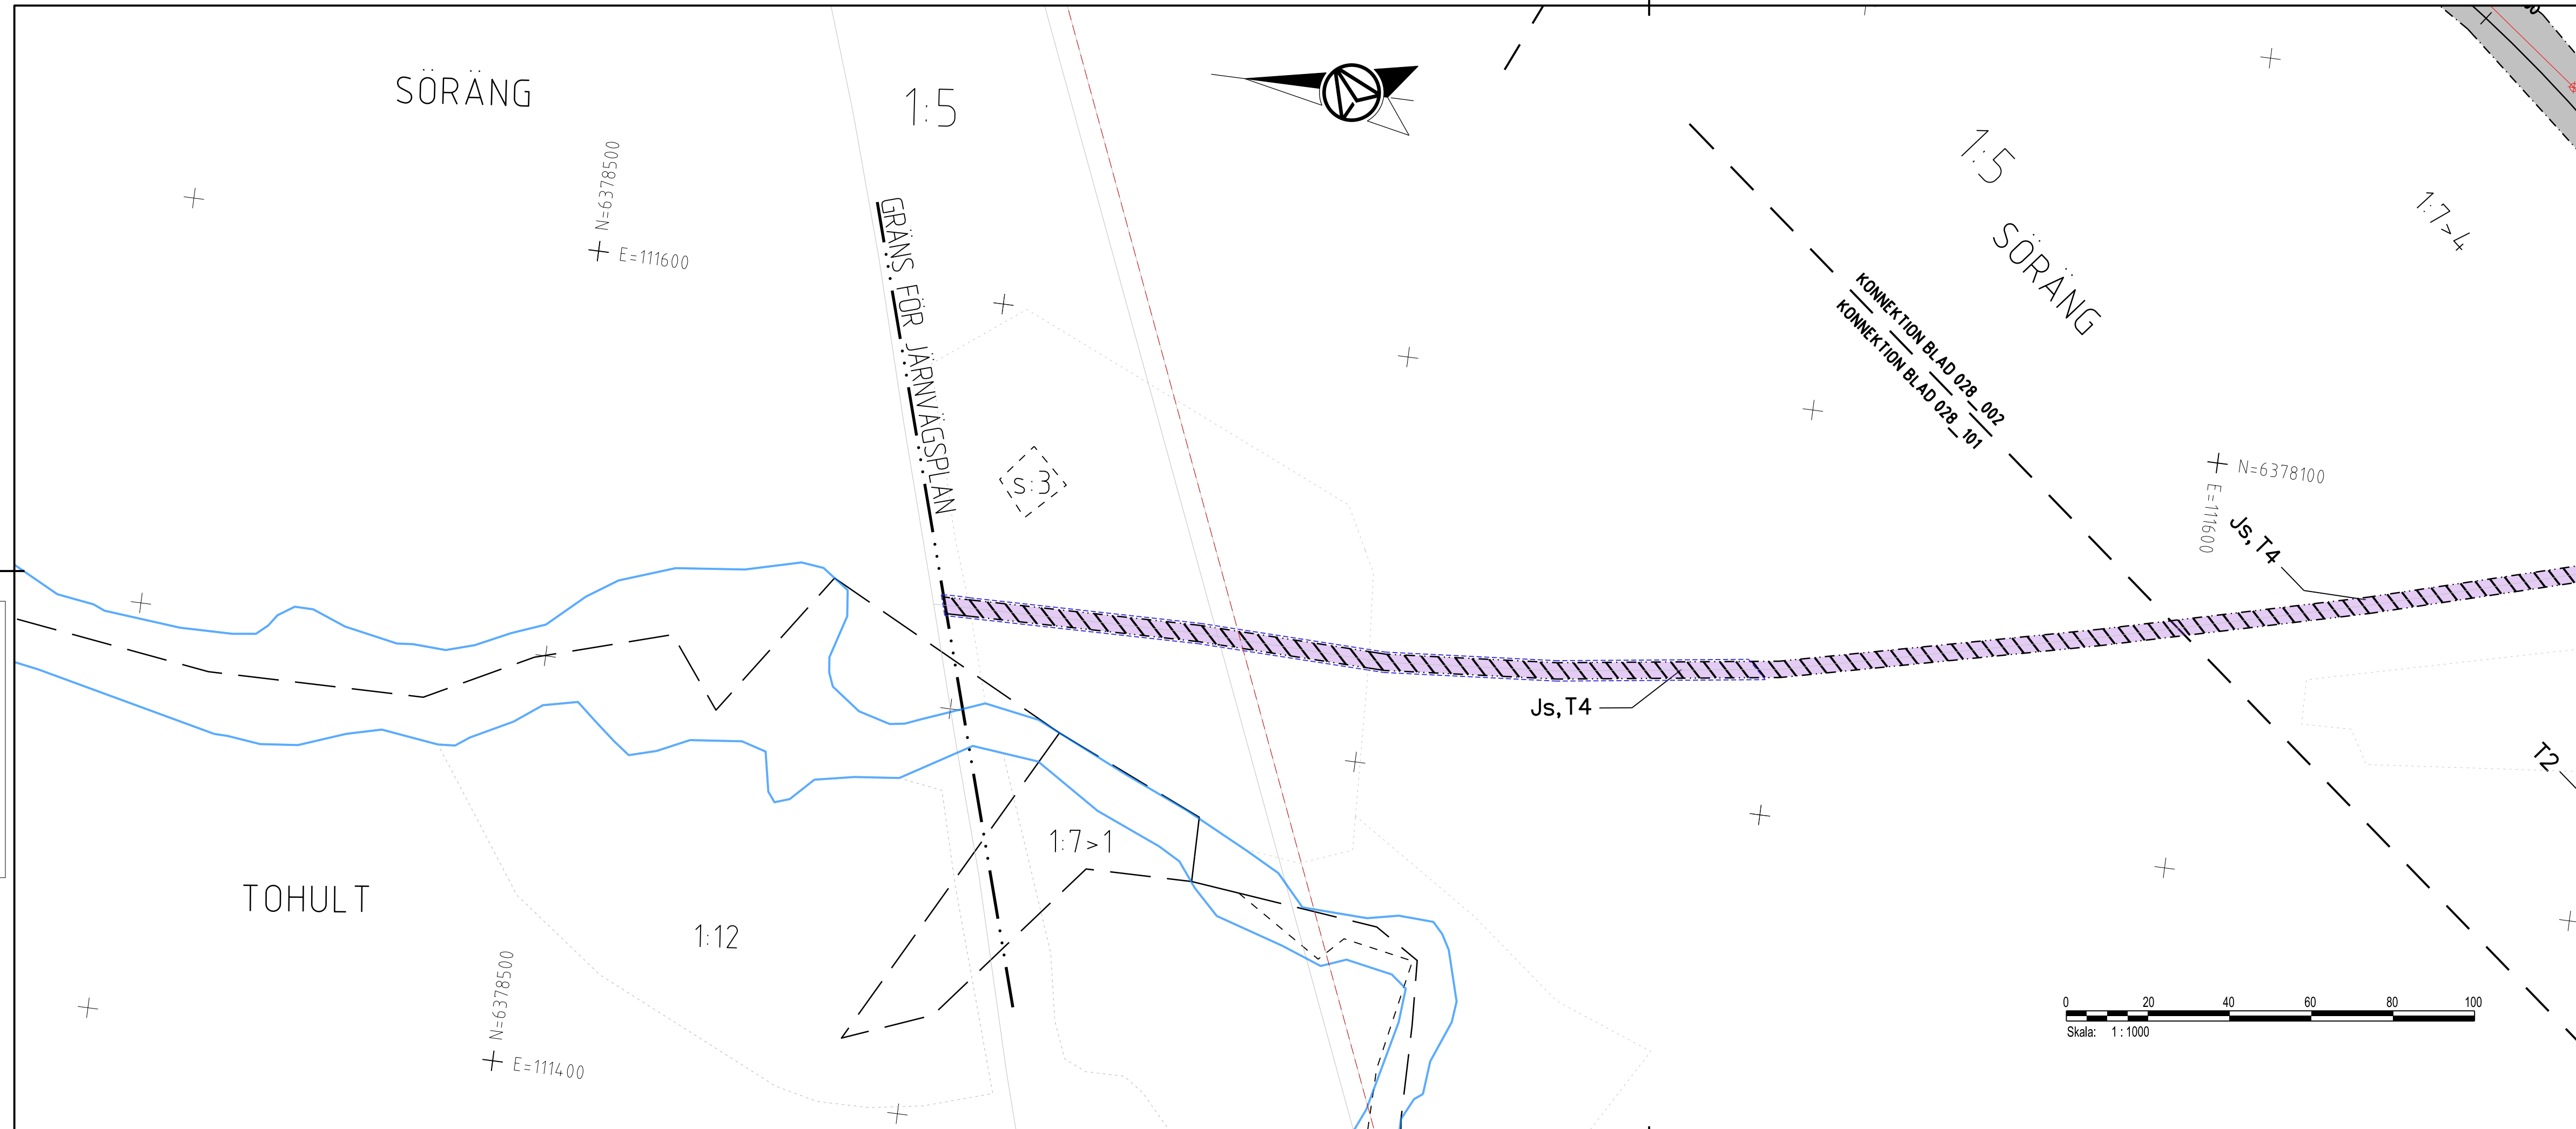 SÖRÄNG
1:5
N=6378500
E=111600
GRÄNS FÖR JÄRNVÄGSPLAN
s:3
1:5
SÖRÄNG
1:7>4
KONNEKTION BLAD 028_002
KONNEKTION BLAD 028_101
N=6378100
E=111600
Js,T4
Js,T4
T2
1:7>1
TOHULT
1:12
N=6378500
E=111400
0 20 40 60 80 100
Skala: 1 : 1000